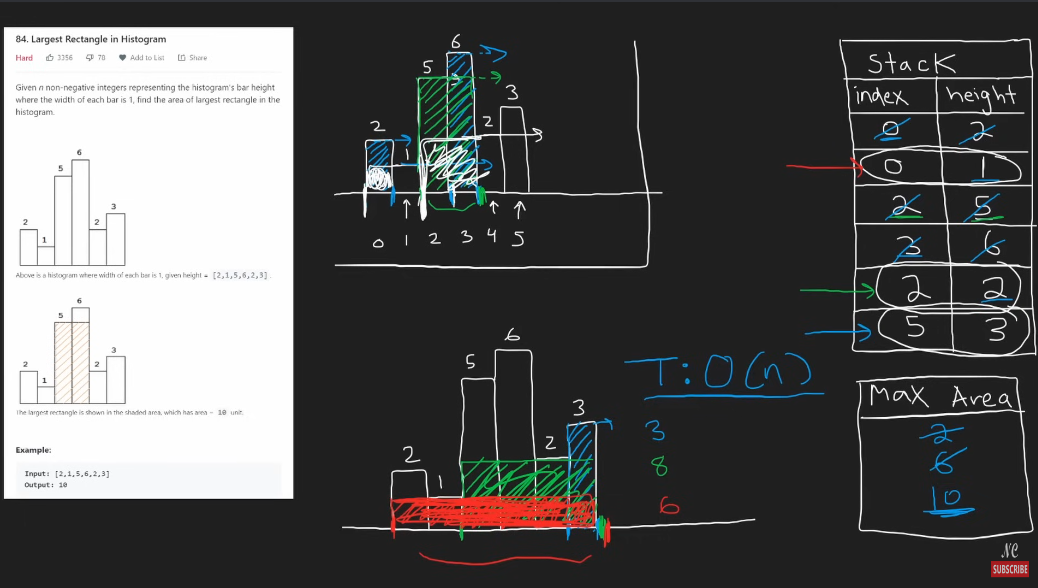 84. Largest Rectangle in Histogram
Hard 3356 78 Add to List Share
Given n non-negative integers representing the histogram's bar height
where the width of each bar is 1, find the area of largest rectangle in the
histogram.
6
5
2
1
2
3
Above is a histogram where width of each bar is 1, given height = [2,1,5,6,2,3].
6
5
2
1
2
3
The largest rectangle is shown in the shaded area, which has area = 10 unit.
Example:
Input: [2,1,5,6,2,3]
Output: 10
6
5
3
2
2
1
0 1 2 3 4 5
6
5
3
2
2
1
T: O(n)
3
8
6
Stack
index height
0 2
0 1
2 5
3 6
2 2
5 3
Max Area
2
6
10
NC
SUBSCRIBE